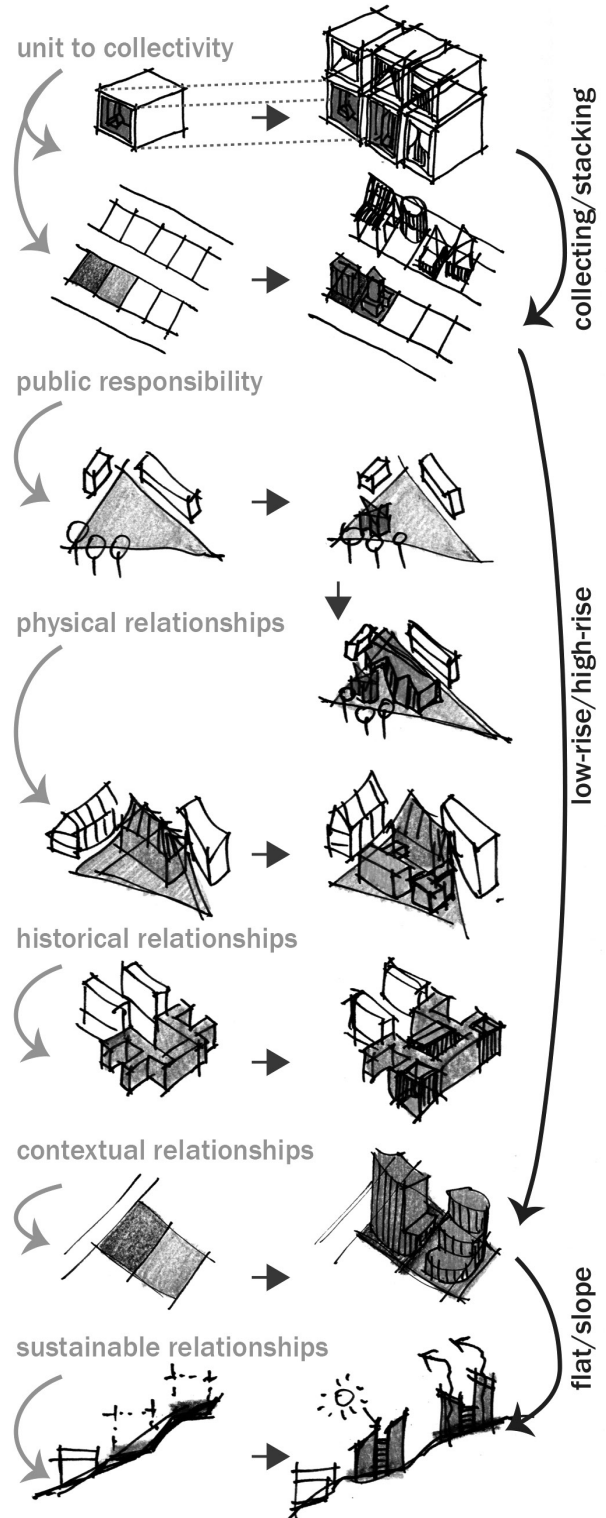 unit to collectivity
collecting/stacking
public responsibility
physical relationships
low-rise/high-rise
historical relationships
contextual relationships
flat/slope
sustainable relationships